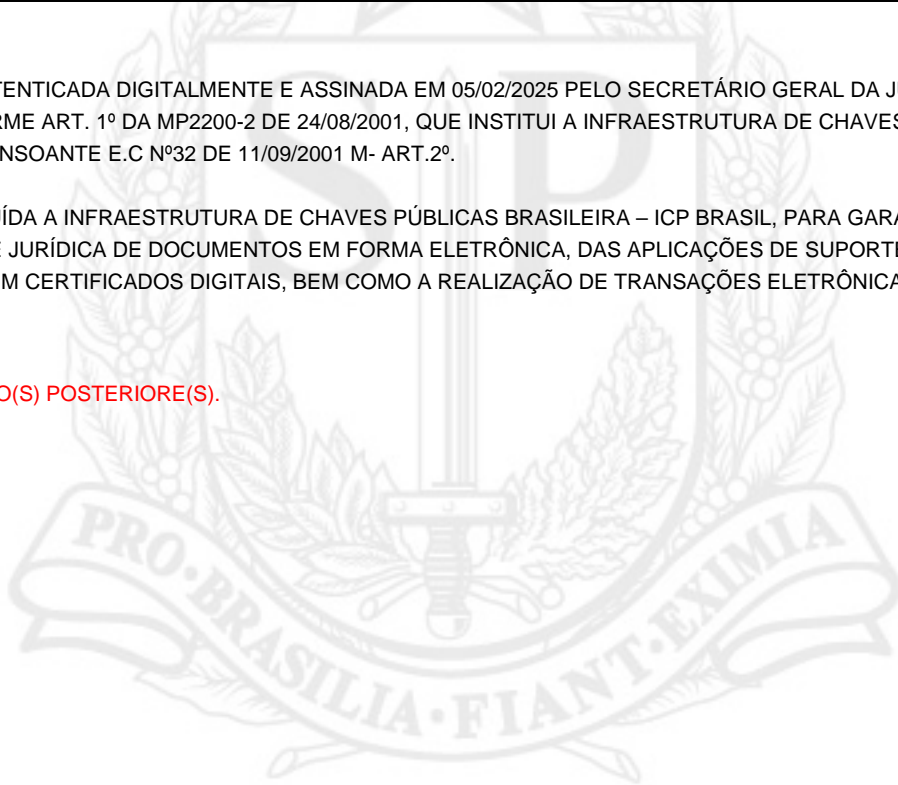 TENTICADA DIGITALMENTE E ASSINADA EM 05/02/2025 PELO SECRETÁRIO GERAL DA JU
RME ART. 1º DA MP2200-2 DE 24/08/2001, QUE INSTITUI A INFRAESTRUTURA DE CHAVES
NSOANTE E.C Nº32 DE 11/09/2001 M- ART.2º.
UÍDA A INFRAESTRUTURA DE CHAVES PÚBLICAS BRASILEIRA – ICP BRASIL, PARA GARA
E JURÍDICA DE DOCUMENTOS EM FORMA ELETRÔNICA, DAS APLICAÇÕES DE SUPORTE
M CERTIFICADOS DIGITAIS, BEM COMO A REALIZAÇÃO DE TRANSAÇÕES ELETRÔNICA
O(S) POSTERIORE(S).
SP
PRO·BRASILIA·FIANT·EXIMIA